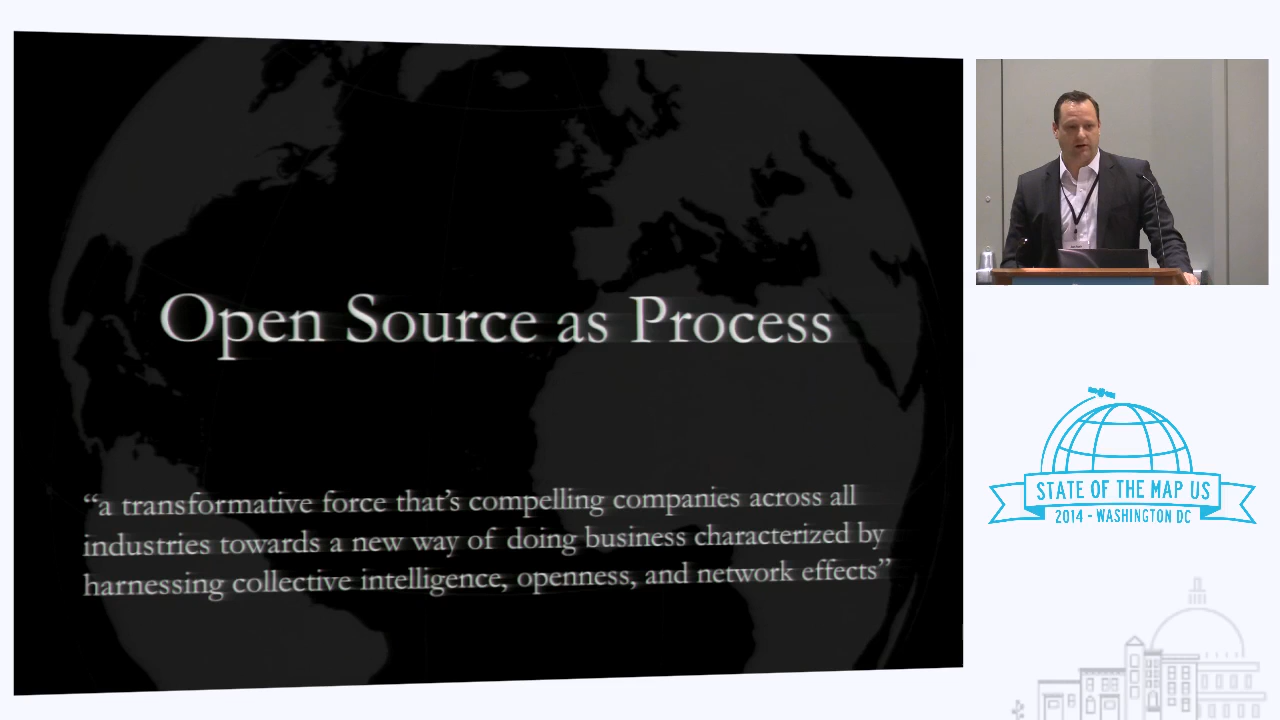 Open Source as Process
“a transformative force that’s compelling companies across all
industries towards a new way of doing business characterized by
harnessing collective intelligence, openness, and network effects”
STATE OF THE MAP US
2014 - WASHINGTON DC